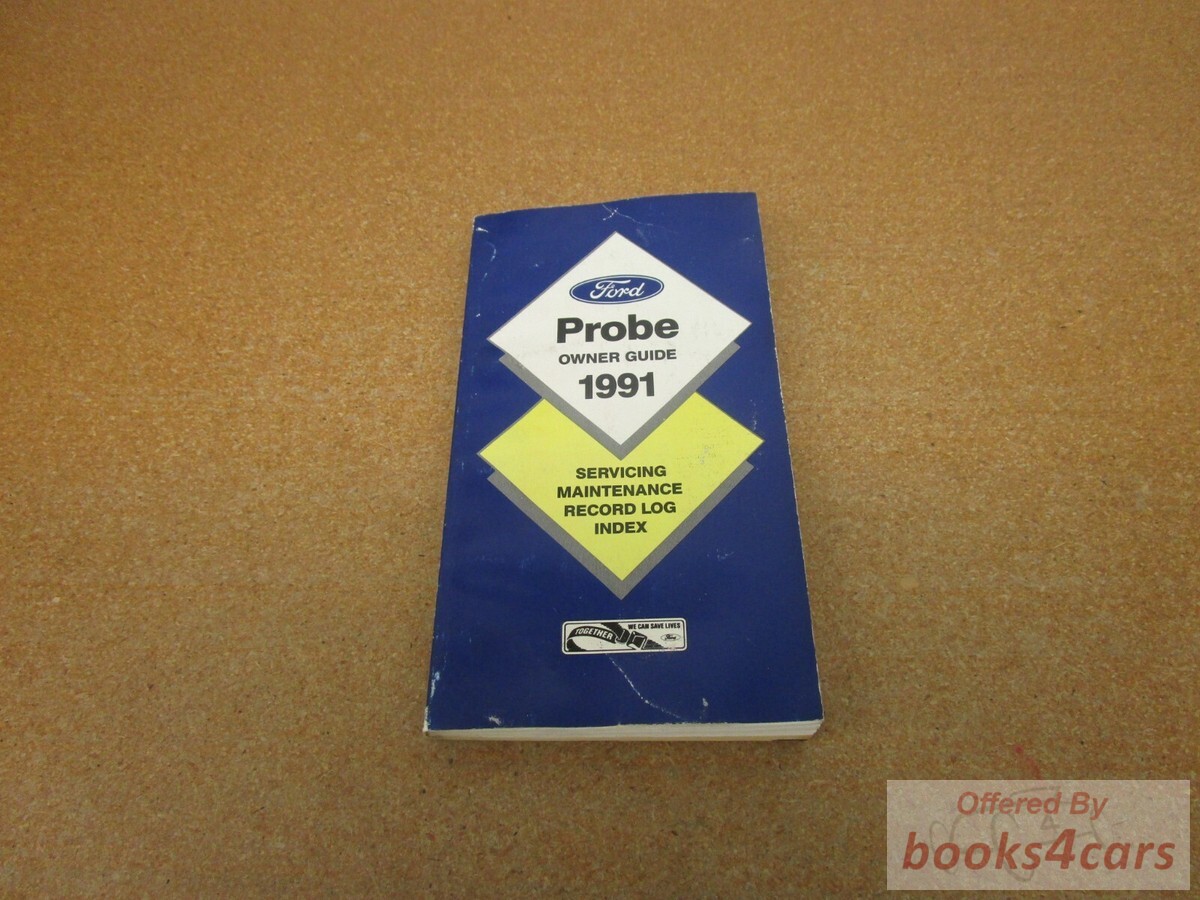 Ford
Probe
OWNER GUIDE
1991
SERVICING
MAINTENANCE
RECORD LOG
INDEX
TOGETHER
WE CAN SAVE LIVES
Ford
Offered By
books4cars